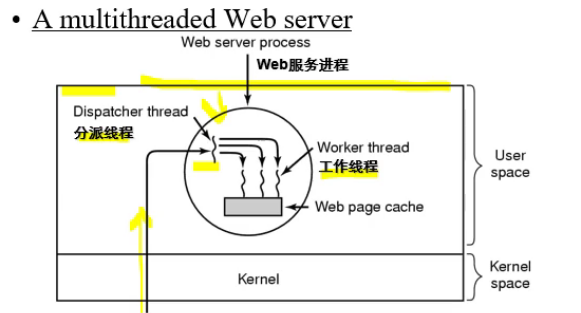 • A multithreaded Web server
Web server process
Web服务进程
Dispatcher thread
分派线程
Worker thread
工作线程
Web page cache
User
space
Kernel
Kernel
space